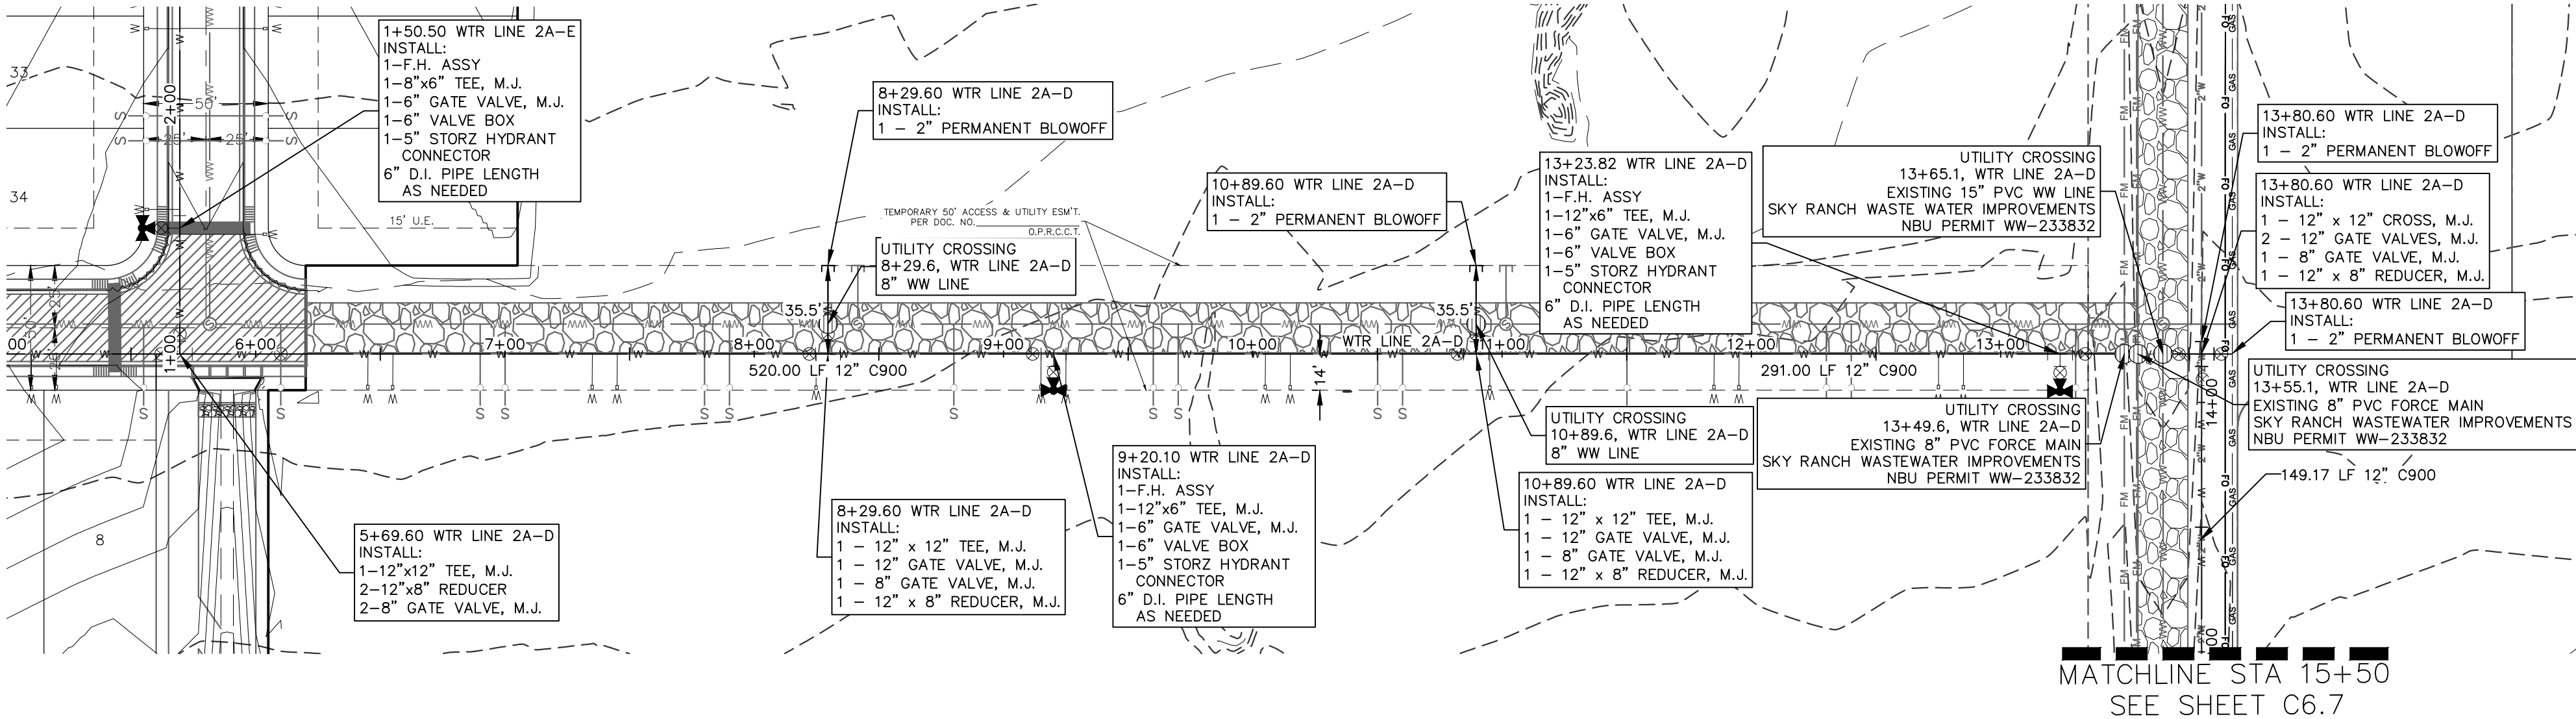 1+50.50 WTR LINE 2A-E
INSTALL:
1-F.H. ASSY
1-8"x6" TEE, M.J.
1-6" GATE VALVE, M.J.
1-6" VALVE BOX
1-5" STORZ HYDRANT
CONNECTOR
6" D.I. PIPE LENGTH
AS NEEDED
33
34
2+00
50'
25'
25'
15' U.E.
8+29.60 WTR LINE 2A-D
INSTALL:
1 - 2" PERMANENT BLOWOFF
TEMPORARY 50' ACCESS & UTILITY ESM'T.
PER DOC. NO.
O.P.R.C.C.T.
UTILITY CROSSING
8+29.6, WTR LINE 2A-D
8" WW LINE
10+89.60 WTR LINE 2A-D
INSTALL:
1 - 2" PERMANENT BLOWOFF
13+23.82 WTR LINE 2A-D
INSTALL:
1-F.H. ASSY
1-12"x6" TEE, M.J.
1-6" GATE VALVE, M.J.
1-6" VALVE BOX
1-5" STORZ HYDRANT
CONNECTOR
6" D.I. PIPE LENGTH
AS NEEDED
UTILITY CROSSING
13+65.1, WTR LINE 2A-D
EXISTING 15" PVC WW LINE
SKY RANCH WASTE WATER IMPROVEMENTS
NBU PERMIT WW-233832
13+80.60 WTR LINE 2A-D
INSTALL:
1 - 2" PERMANENT BLOWOFF
13+80.60 WTR LINE 2A-D
INSTALL:
1 - 12" x 12" CROSS, M.J.
2 - 12" GATE VALVES, M.J.
1 - 8" GATE VALVE, M.J.
1 - 12" x 8" REDUCER, M.J.
13+80.60 WTR LINE 2A-D
INSTALL:
1 - 2" PERMANENT BLOWOFF
35.5'
35.5'
00
1+00
6+00
7+00
8+00
9+00
10+00
WTR LINE 2A-D
11+00
12+00
13+00
14+00
520.00 LF 12" C900
14'
291.00 LF 12" C900
UTILITY CROSSING
13+55.1, WTR LINE 2A-D
EXISTING 8" PVC FORCE MAIN
SKY RANCH WASTEWATER IMPROVEMENTS
NBU PERMIT WW-233832
UTILITY CROSSING
13+49.6, WTR LINE 2A-D
EXISTING 8" PVC FORCE MAIN
SKY RANCH WASTEWATER IMPROVEMENTS
NBU PERMIT WW-233832
UTILITY CROSSING
10+89.6, WTR LINE 2A-D
8" WW LINE
149.17 LF 12" C900
9+20.10 WTR LINE 2A-D
INSTALL:
1-F.H. ASSY
1-12"x6" TEE, M.J.
1-6" GATE VALVE, M.J.
1-6" VALVE BOX
1-5" STORZ HYDRANT
CONNECTOR
6" D.I. PIPE LENGTH
AS NEEDED
10+89.60 WTR LINE 2A-D
INSTALL:
1 - 12" x 12" TEE, M.J.
1 - 12" GATE VALVE, M.J.
1 - 8" GATE VALVE, M.J.
1 - 12" x 8" REDUCER, M.J.
8+29.60 WTR LINE 2A-D
INSTALL:
1 - 12" x 12" TEE, M.J.
1 - 12" GATE VALVE, M.J.
1 - 8" GATE VALVE, M.J.
1 - 12" x 8" REDUCER, M.J.
8
5+69.60 WTR LINE 2A-D
INSTALL:
1-12"x12" TEE, M.J.
2-12"x8" REDUCER
2-8" GATE VALVE, M.J.
MATCHLINE STA 15+50
SEE SHEET C6.7